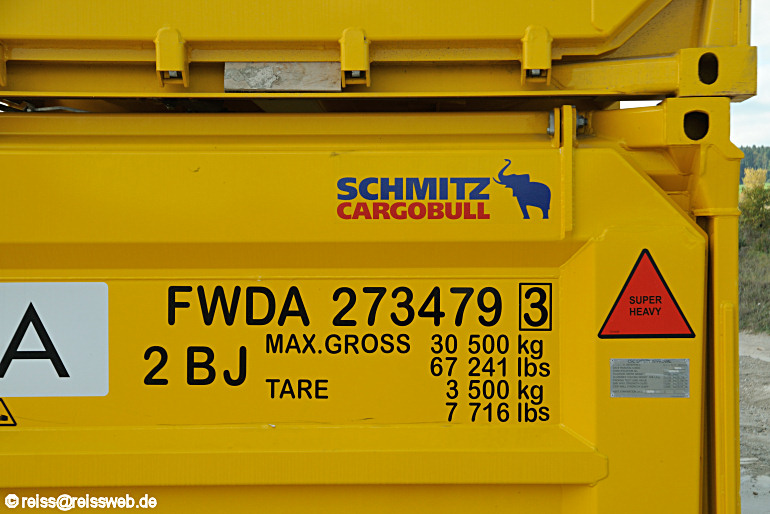 SCHMITZ
CARGOBULL
FWDA 273479 3
2 BJ
MAX.GROSS 30 500 kg
67 241 lbs
TARE 3 500 kg
7 716 lbs
SUPER
HEAVY
A
© reiss@reissweb.de